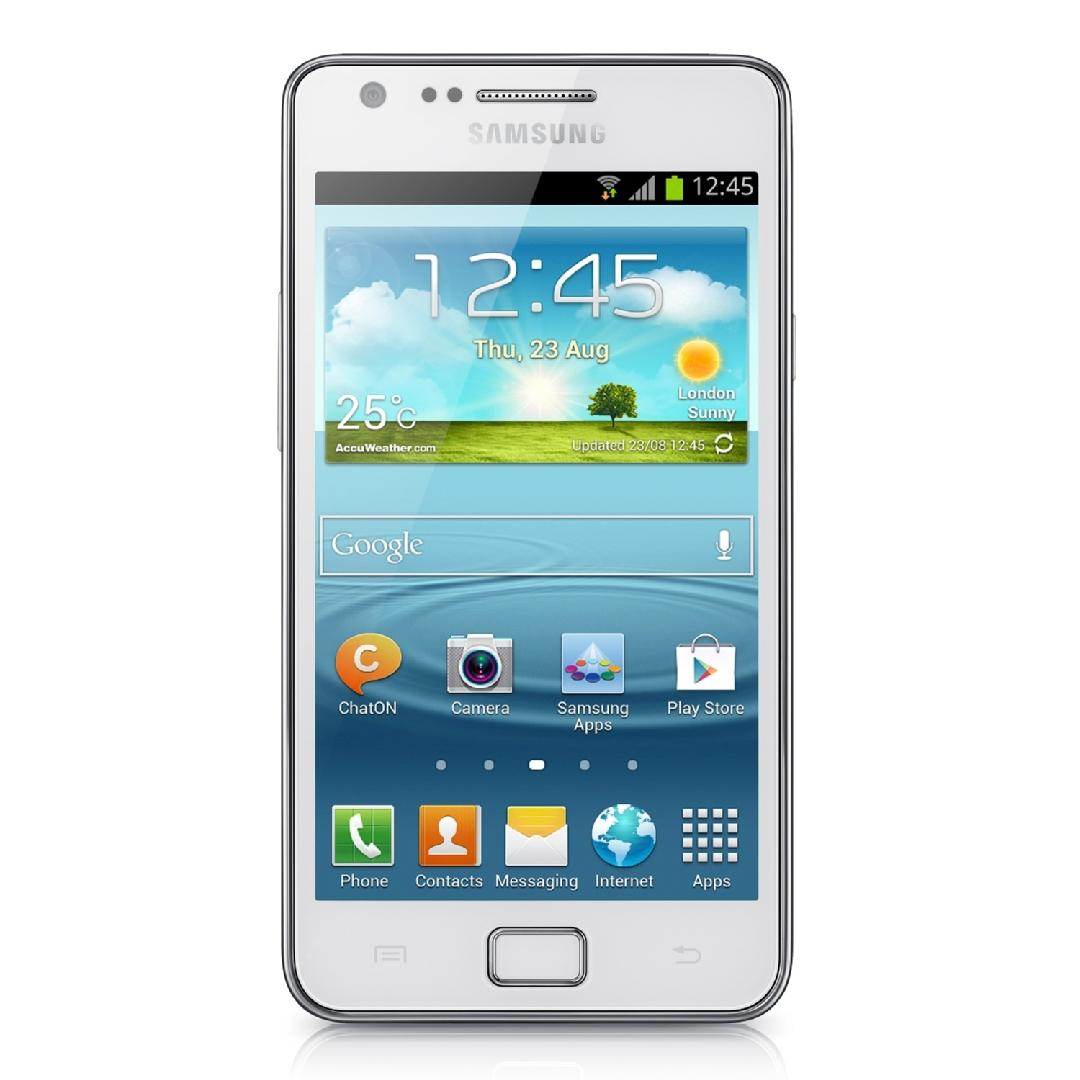 SAMSUNG
12:45
12:45
Thu, 23 Aug
London
Sunny
25°C
AccuWeather.com
Updated 23/08 12:45
Google
C
ChatON
Camera
Samsung
Apps
Play Store
Phone
Contacts
Messaging
Internet
Apps